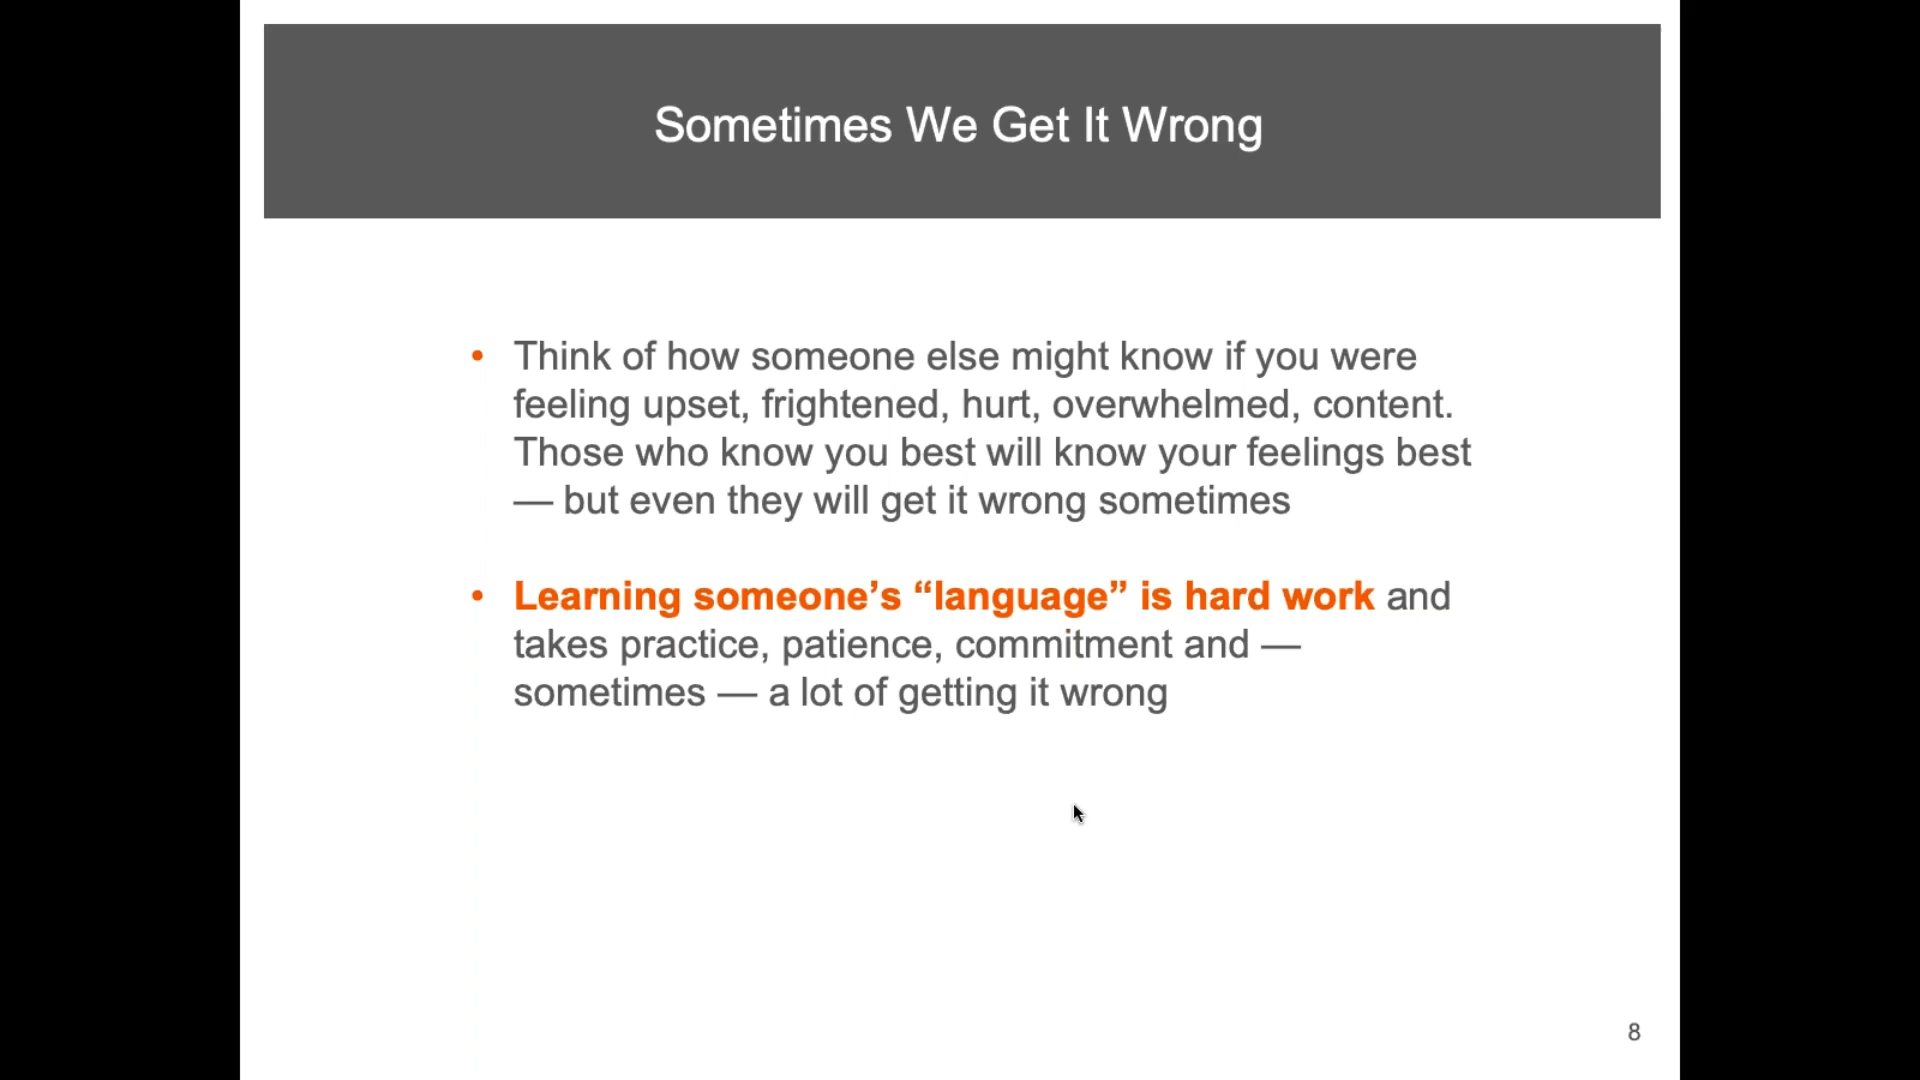 Sometimes We Get It Wrong
• Think of how someone else might know if you were
feeling upset, frightened, hurt, overwhelmed, content.
Those who know you best will know your feelings best
— but even they will get it wrong sometimes
• Learning someone’s “language” is hard work and
takes practice, patience, commitment and —
sometimes — a lot of getting it wrong
8